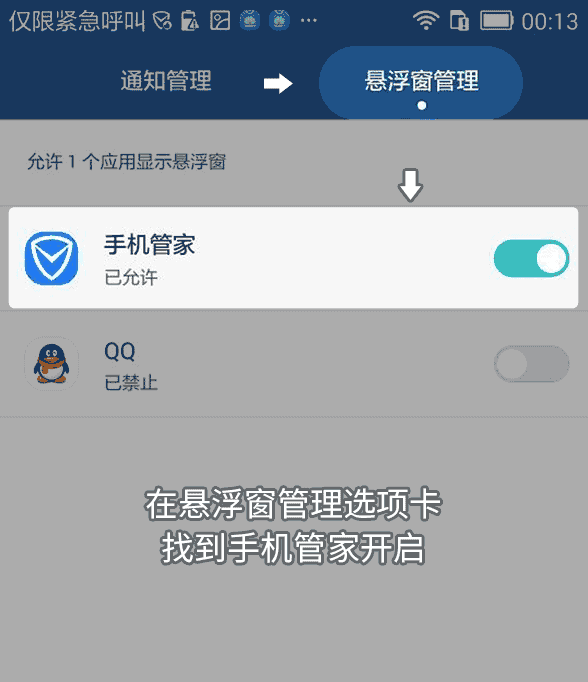 仅限紧急呼叫 ... 00:13
通知管理 悬浮窗管理
允许 1 个应用显示悬浮窗
手机管家
已允许
QQ
已禁止
在悬浮窗管理选项卡
找到手机管家开启